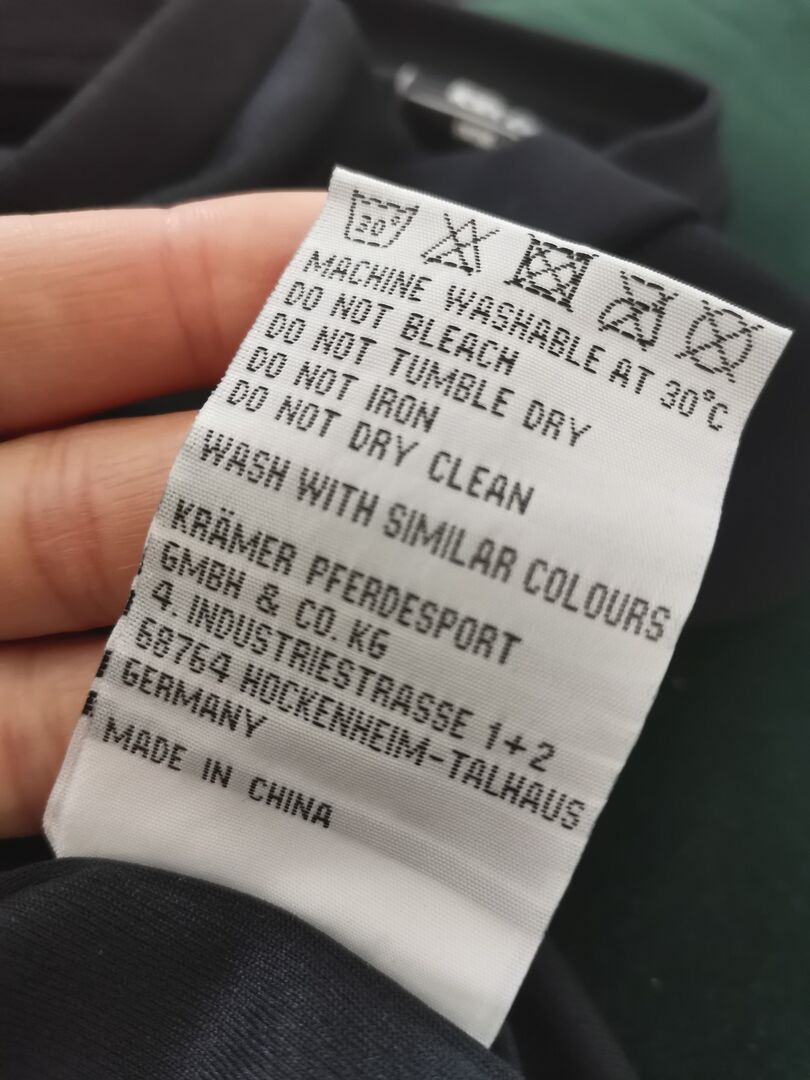 30°
MACHINE WASHABLE AT 30°C
DO NOT BLEACH
DO NOT TUMBLE DRY
DO NOT IRON
DO NOT DRY CLEAN
WASH WITH SIMILAR COLOURS
KRÄMER PFERDESPORT
GMBH & CO. KG
4. INDUSTRIESTRASSE 1+2
68764 HOCKENHEIM-TALHAUS
GERMANY
MADE IN CHINA